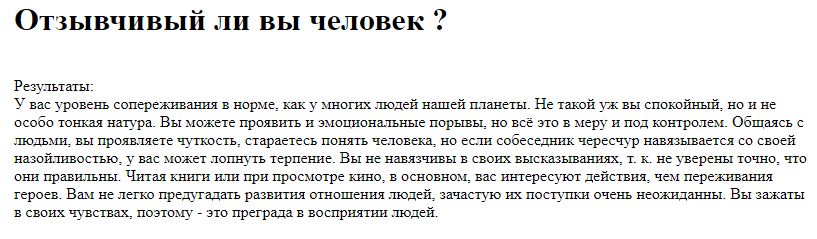 Отзывчивый ли вы человек ?
Результаты:
У вас уровень сопереживания в норме, как у многих людей нашей планеты. Не такой уж вы спокойный, но и не
особо тонкая натура. Вы можете проявить и эмоциональные порывы, но всё это в меру и под контролем. Общаясь с
людьми, вы проявляете чуткость, стараетесь понять человека, но если собеседник чересчур навязывается со своей
назойливостью, у вас может лопнуть терпение. Вы не навязчивы в своих высказываниях, т. к. не уверены точно, что
они правильны. Читая книги или при просмотре кино, в основном, вас интересуют действия, чем переживания
героев. Вам не легко предугадать развития отношения людей, зачастую их поступки очень неожиданны. Вы зажаты
в своих чувствах, поэтому - это преграда в восприятии людей.